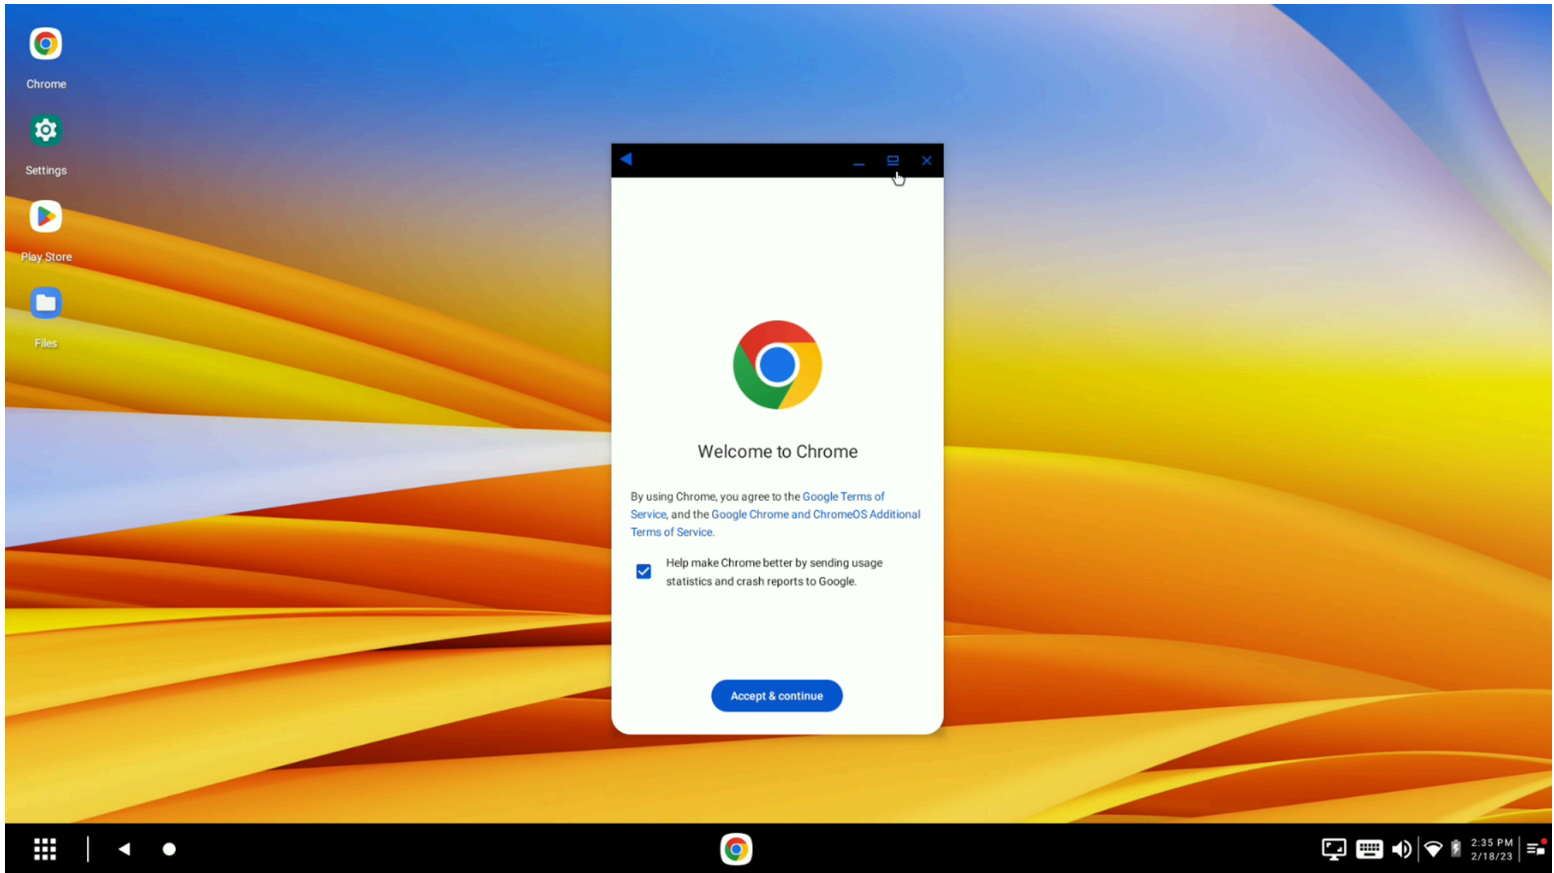 Chrome
Settings
Play Store
Files
Welcome to Chrome
By using Chrome, you agree to the Google Terms of
Service, and the Google Chrome and ChromeOS Additional
Terms of Service.
Help make Chrome better by sending usage
statistics and crash reports to Google.
Accept & continue
2:35 PM
2/18/23